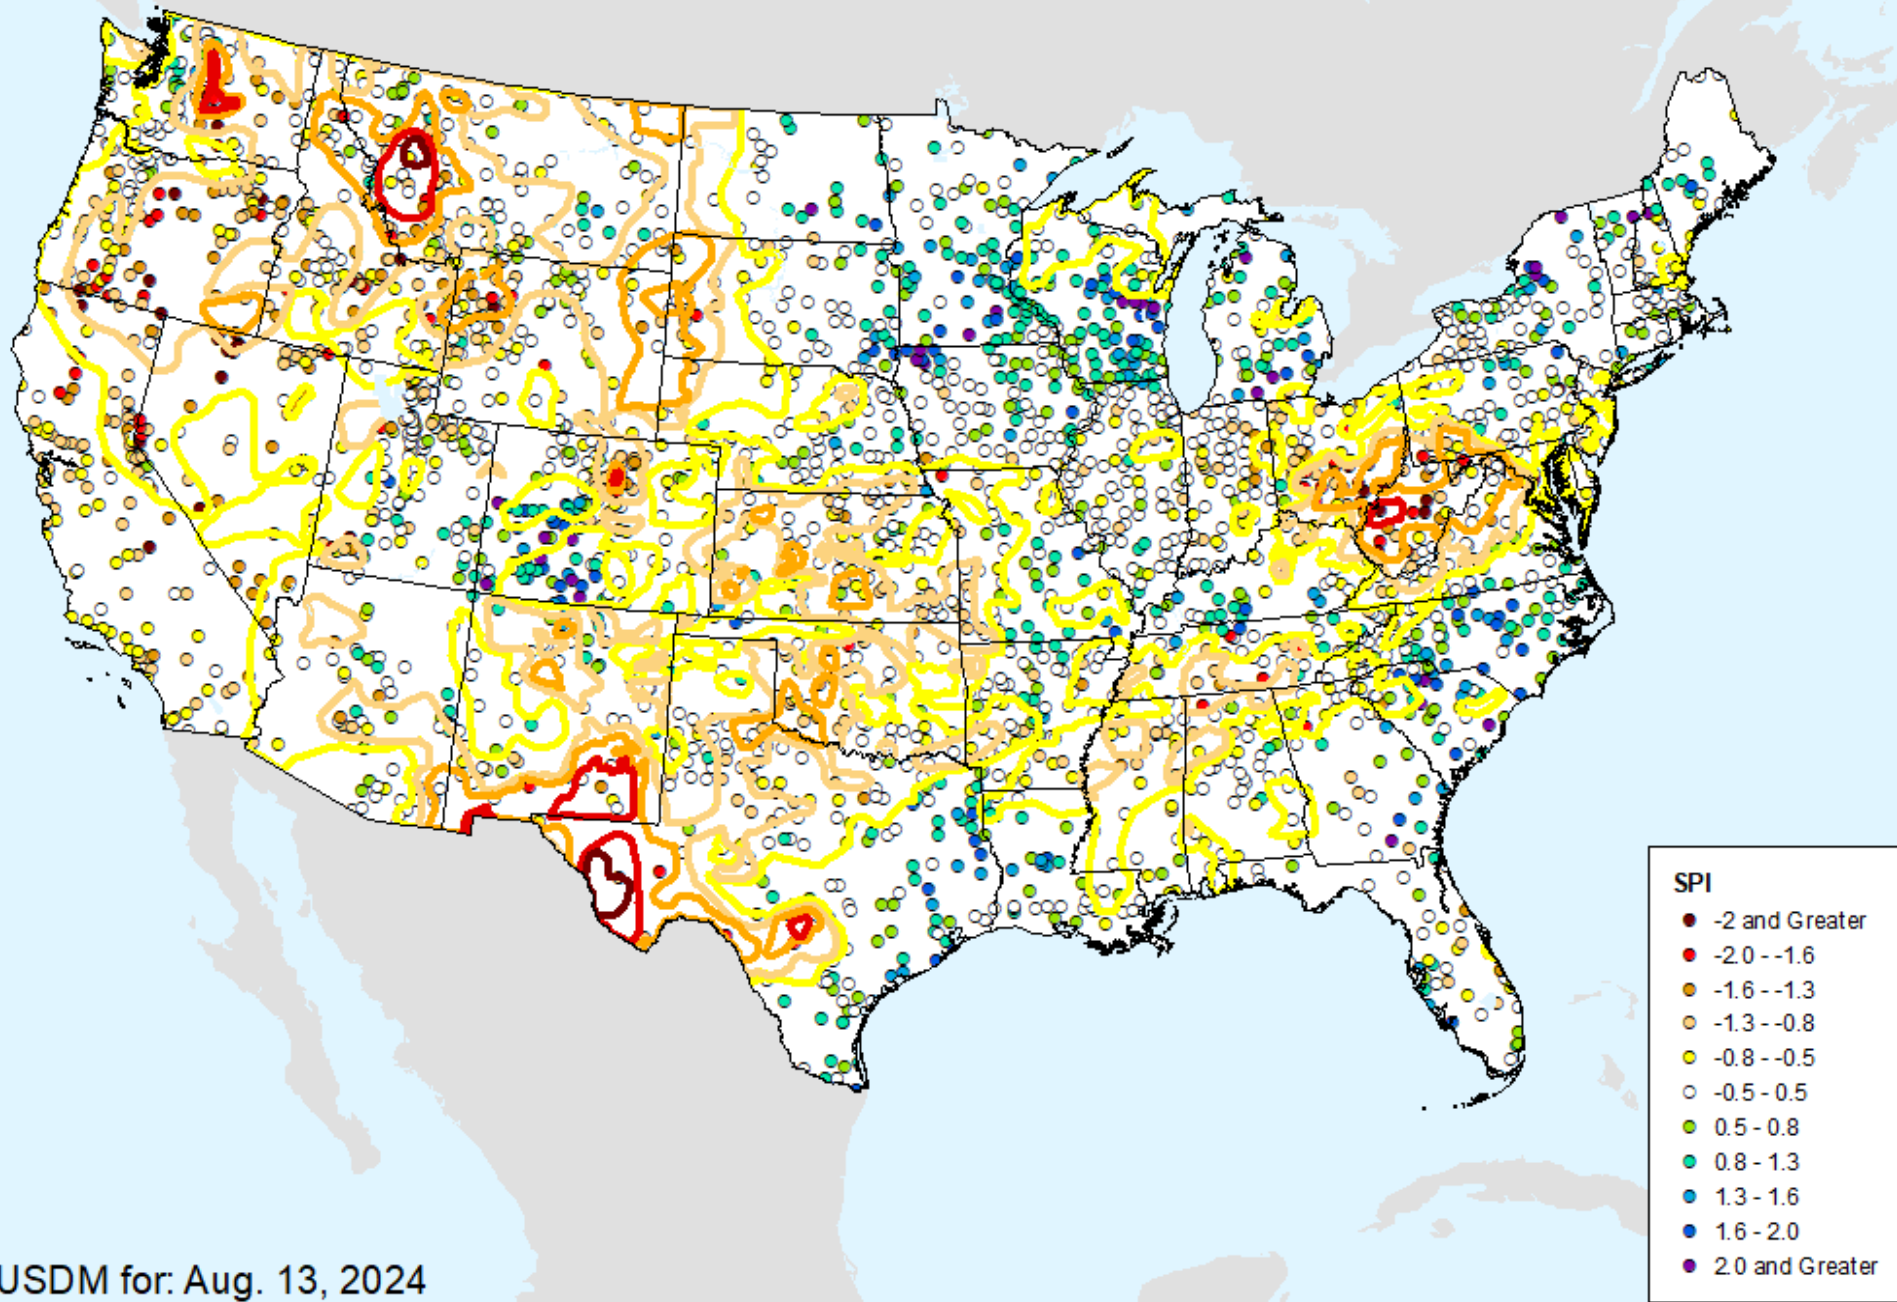 SPI
-2 and Greater
-2.0 - -1.6
-1.6 - -1.3
-1.3 - -0.8
-0.8 - -0.5
-0.5 - 0.5
0.5 - 0.8
0.8 - 1.3
1.3 - 1.6
1.6 - 2.0
2.0 and Greater
USDM for: Aug. 13, 2024